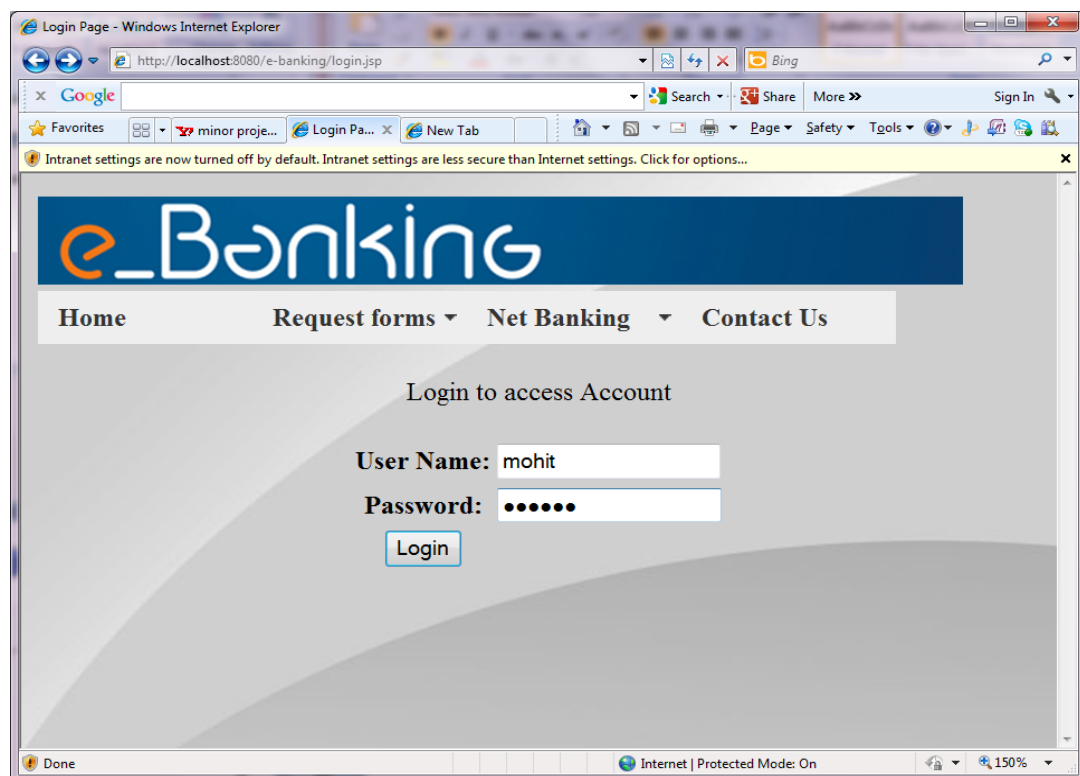 Login Page - Windows Internet Explorer
http://localhost:8080/e-banking/login.jsp
Bing
x Google
Search
Share
More »
Sign In
Favorites
minor proje...
Login Pa...
New Tab
Page
Safety
Tools
Intranet settings are now turned off by default. Intranet settings are less secure than Internet settings. Click for options...
e_Banking
Home Request forms Net Banking Contact Us
Login to access Account
User Name: mohit
Password: ●●●●●●
Login
Done
Internet | Protected Mode: On
150%